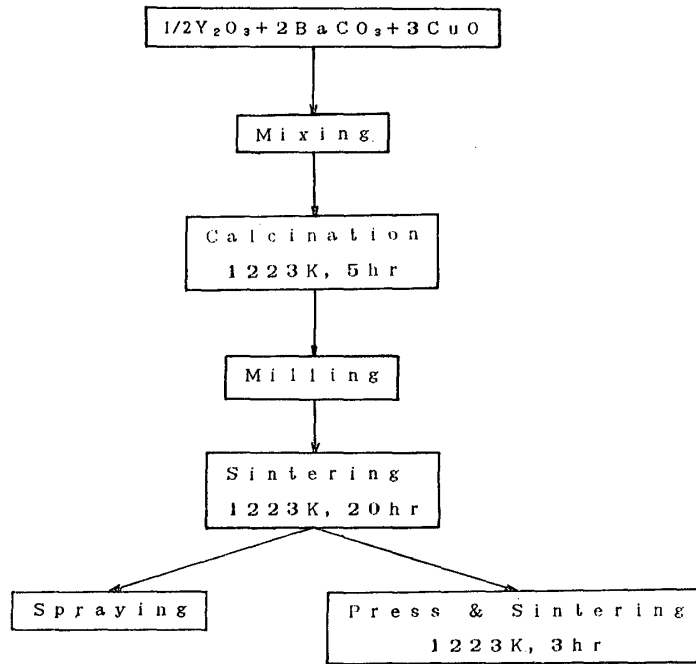 1/2Y₂O₃+2BaCO₃+3CuO
Mixing
Calcination
1223K, 5hr
Milling
Sintering
1223K, 20hr
Spraying
Press & Sintering
1223K, 3hr